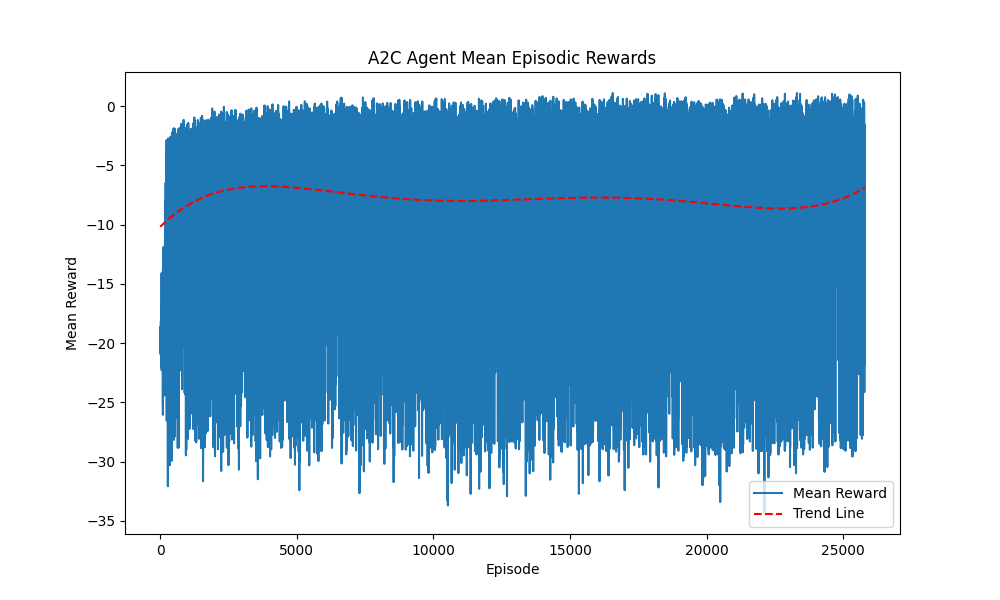 A2C Agent Mean Episodic Rewards
0
−5
−10
−15
−20
−25
−30
−35
Mean Reward
0
5000
10000
15000
20000
25000
Episode
Mean Reward
Trend Line